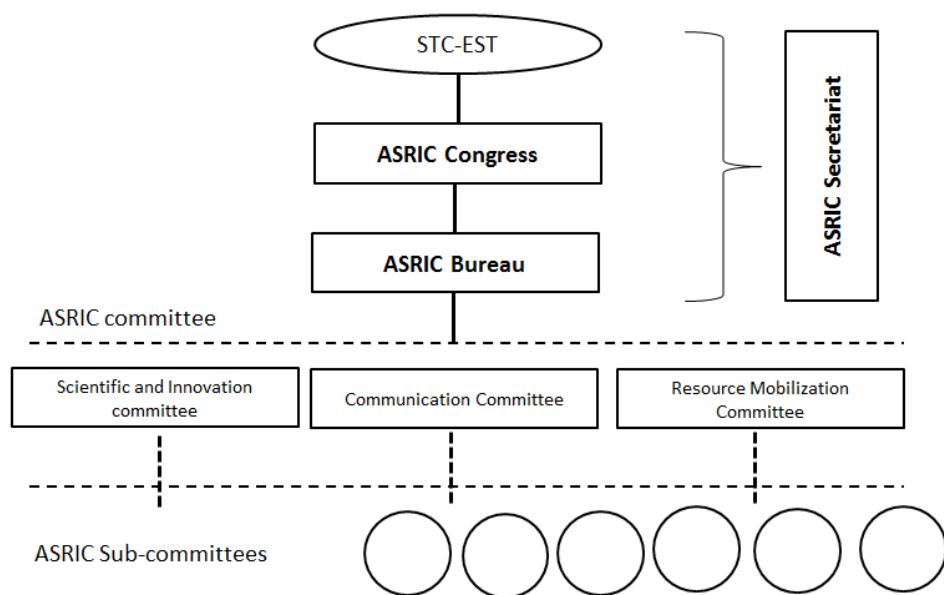 STC-EST
ASRIC Congress
ASRIC Bureau
ASRIC Secretariat
ASRIC committee
Scientific and Innovation
committee
Communication Committee
Resource Mobilization
Committee
ASRIC Sub-committees